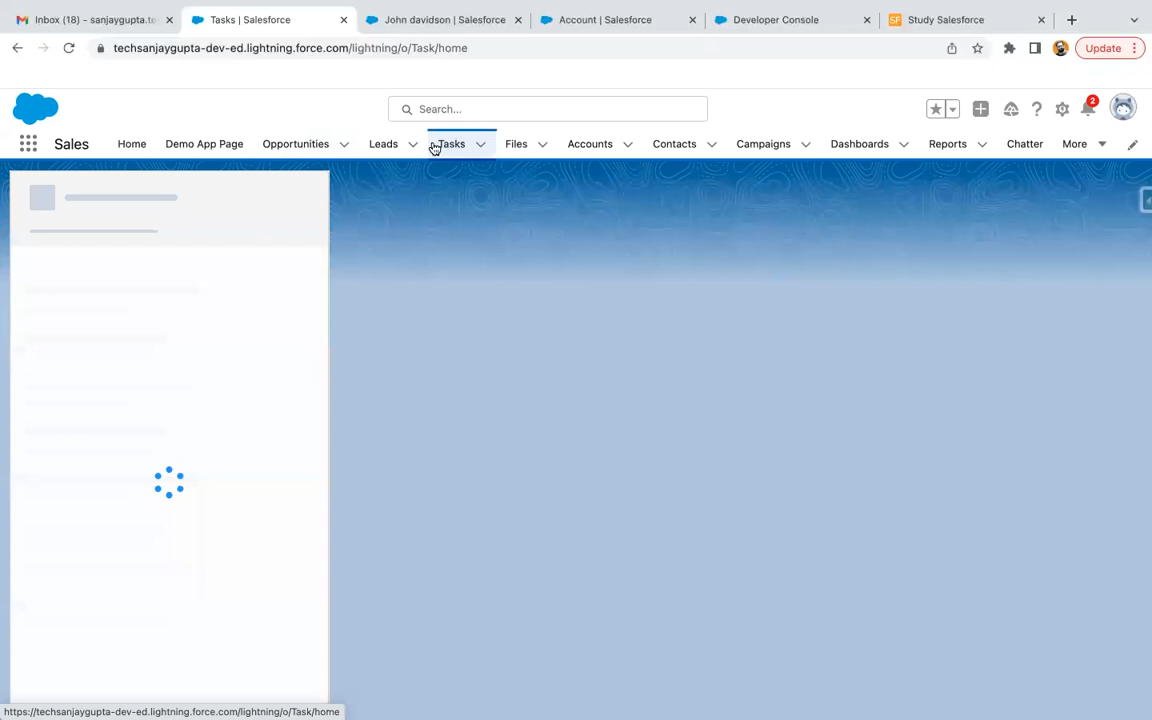 Inbox (18) – sanjaygupta.te
Tasks | Salesforce
John davidson | Salesforce
Account | Salesforce
Developer Console
SF Study Salesforce
techsanjaygupta-dev-ed.lightning.force.com/lightning/o/Task/home
Update
Search...
2
Sales
Home
Demo App Page
Opportunities
Leads
Tasks
Files
Accounts
Contacts
Campaigns
Dashboards
Reports
Chatter
More
https://techsanjaygupta-dev-ed.lightning.force.com/lightning/o/Task/home